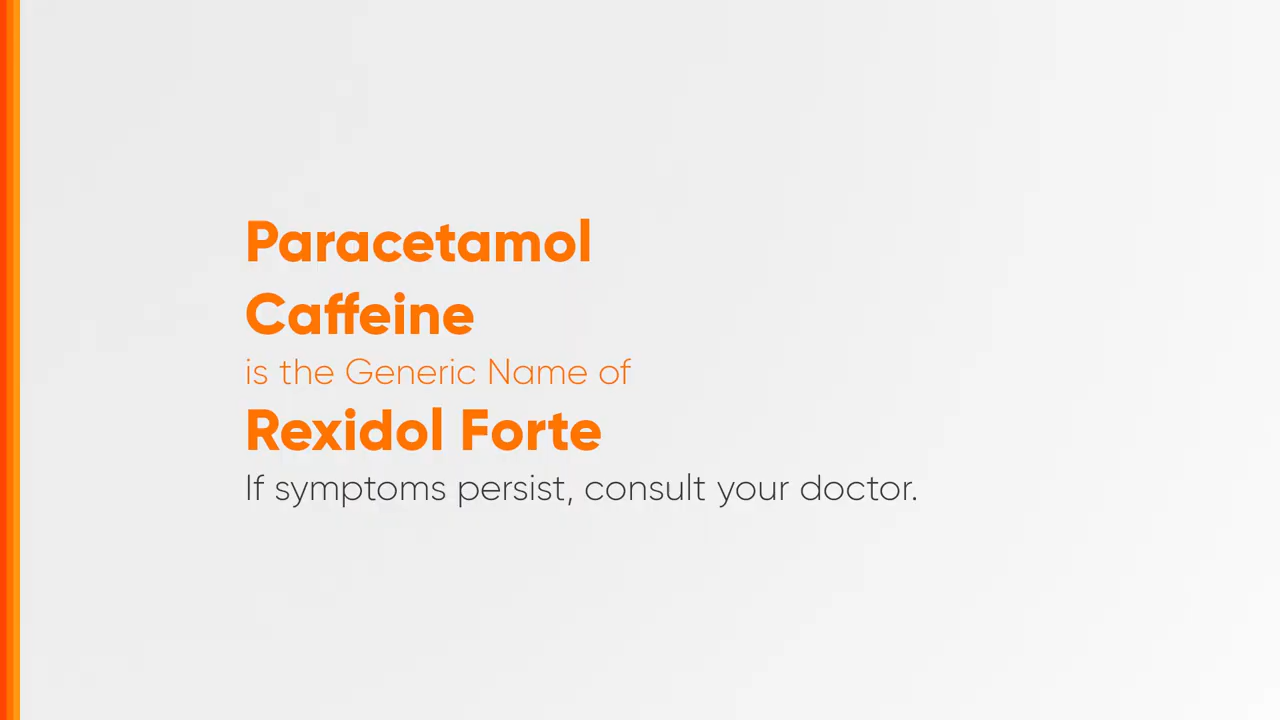 Paracetamol
Caffeine
is the Generic Name of
Rexidol Forte
If symptoms persist, consult your doctor.